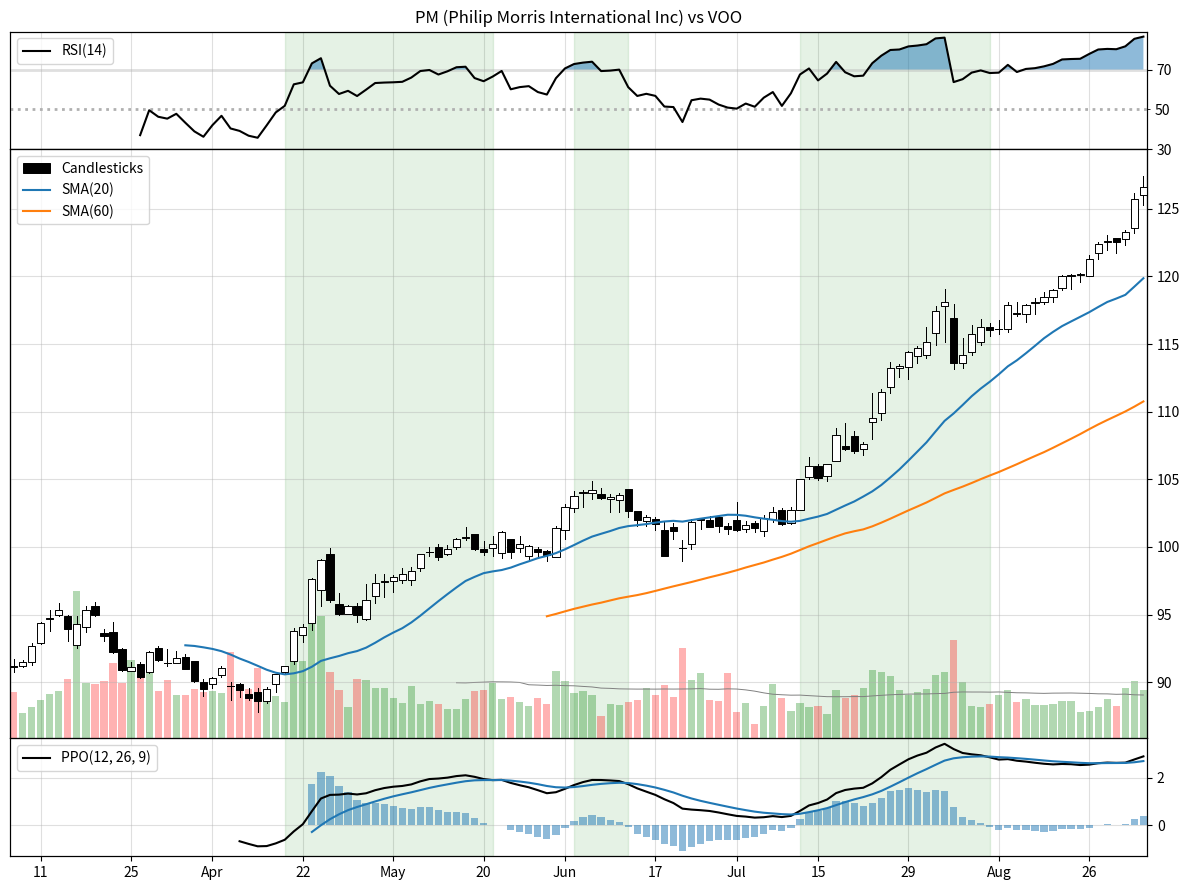 PM (Philip Morris International Inc) vs VOO
RSI(14)
70
50
30
Candlesticks
SMA(20)
SMA(60)
125
120
115
110
105
100
95
90
PPO(12, 26, 9)
2
0
11 25 Apr 22 May 20 Jun 17 Jul 15 29 Aug 26